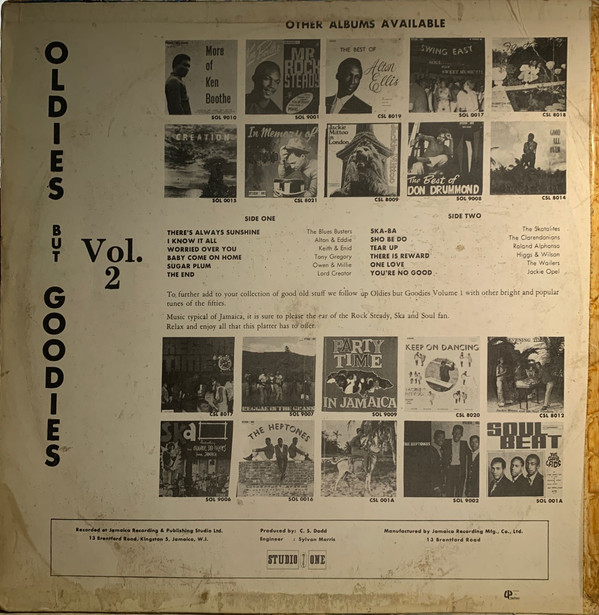 OTHER ALBUMS AVAILABLE
OLDIES BUT GOODIES
Vol.
2
More
of
Ken
Boothe
MR
ROCK
STEADY
THE BEST OF
Alton
Ellis
SWING EAST
SOL 9010
SOL 9001
CSL 8019
SOL 0017
CSL 8018
CREATION
In Memory of
Jackie
Mittoo
in
London
The Best of
DON DRUMMOND
SOL 0015
CSL 8021
CSL 8009
SOL 9008
CSL 8014
SIDE ONE
THERE'S ALWAYS SUNSHINE The Blues Busters
I KNOW IT ALL Alton & Eddie
WORRIED OVER YOU Keith & Enid
BABY COME ON HOME Tony Gregory
SUGAR PLUM Owen & Millie
THE END Lord Creator
SIDE TWO
SKA-BA The Skatalites
SHO BE DO The Clarendonians
TEAR UP Roland Alphonso
THERE IS REWARD Higgs & Wilson
ONE LOVE The Wailers
YOU'RE NO GOOD Jackie Opel
To further add to your collection of good old stuff we follow up Oldies but Goodies Volume 1 with other bright and popular
tunes of the fifties.
Music typical of Jamaica, it is sure to please the ear of the Rock Steady, Ska and Soul fan.
Relax and enjoy all that this platter has to offer.
REGGAE IN THE GRASS
PARTY
TIME
IN JAMAICA
KEEP ON DANCING
CSL 8017
SOL 9007
SOL 9009
CSL 8020
CSL 8012
Ska
THE HEPTONES
SOUL
BEAT
SOL 9006
SOL 0016
CSL 001A
SOL 9002
SOL 001A
Recorded at Jamaica Recording & Publishing Studio Ltd.
13 Brentford Road, Kingston 5, Jamaica, W.I.
Produced by: C. S. Dodd
Engineer : Sylvan Morris
Manufactured by Jamaica Recording Mfg., Co., Ltd.
13 Brentford Road
STUDIO ONE